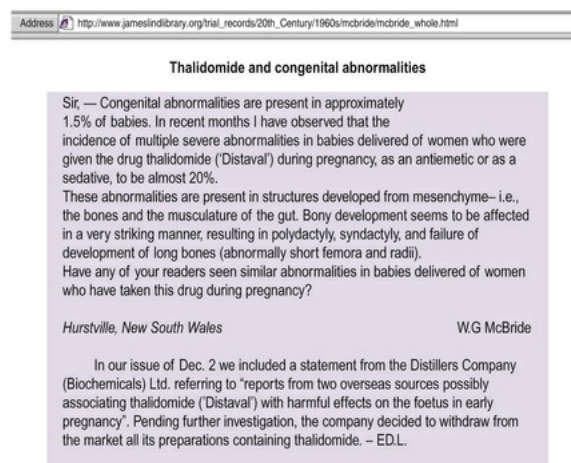 Address http://www.jameslindlibrary.org/trial_records/20th_Century/1960s/mcbride/mcbride_whole.html
Thalidomide and congenital abnormalities
Sir, — Congenital abnormalities are present in approximately
1.5% of babies. In recent months I have observed that the
incidence of multiple severe abnormalities in babies delivered of women who were
given the drug thalidomide (‘Distaval’) during pregnancy, as an antiemetic or as a
sedative, to be almost 20%.
These abnormalities are present in structures developed from mesenchyme– i.e.,
the bones and the musculature of the gut. Bony development seems to be affected
in a very striking manner, resulting in polydactyly, syndactyly, and failure of
development of long bones (abnormally short femora and radii).
Have any of your readers seen similar abnormalities in babies delivered of women
who have taken this drug during pregnancy?
Hurstville, New South Wales W.G McBride
In our issue of Dec. 2 we included a statement from the Distillers Company
(Biochemicals) Ltd. referring to “reports from two overseas sources possibly
associating thalidomide (‘Distaval’) with harmful effects on the foetus in early
pregnancy”. Pending further investigation, the company decided to withdraw from
the market all its preparations containing thalidomide. – ED.L.